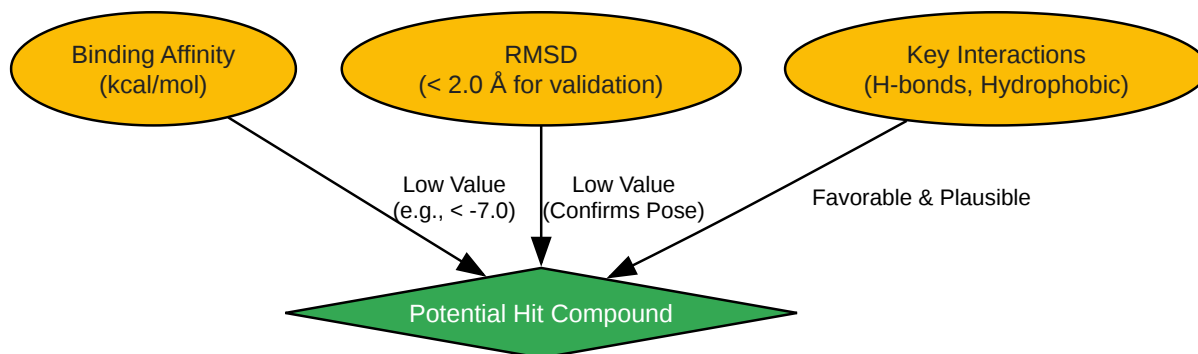 Binding Affinity
(kcal/mol)
RMSD
(< 2.0 Å for validation)
Key Interactions
(H-bonds, Hydrophobic)
Low Value
(e.g., < -7.0)
Low Value
(Confirms Pose)
Favorable & Plausible
Potential Hit Compound